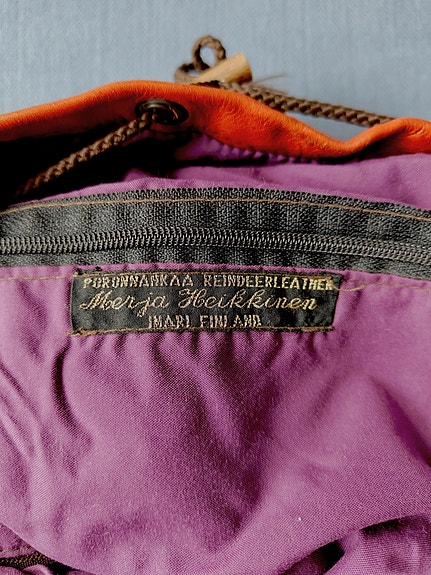 PORONNAHKAA REINDEERLEATHER
Merja Heikkinen
INARI FINLAND